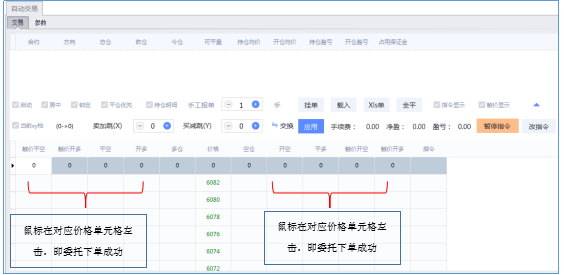 自动交易
交易 参数
合约 方向 总仓 昨仓 今仓 可平量 持仓均价 开仓均价 持仓盈亏 开仓盈亏 占用保证金
启动 集中 锁定 平仓优先 持仓明细 手工报单 1 手 挂单 载入 Xls单 全平 指令显示 触价显示
当前xy档 (0->0) 卖加跳(X) 0 买减跳(Y) 0 交换 应用 手续费: 0.00 净盈: 0.00 盈亏: 0.00 暂停指令 改指令
触价平空 触价开多 平空 开多 多仓 价格 空仓 开空 平多 触价开空 触价开多 指令
0 0 0 0 0 0 0 0 0 0 0
6082
6080
6078
6076
6074
6072
鼠标在对应价格单元格左
击，即委托下单成功
鼠标在对应价格单元格左
击，即委托下单成功